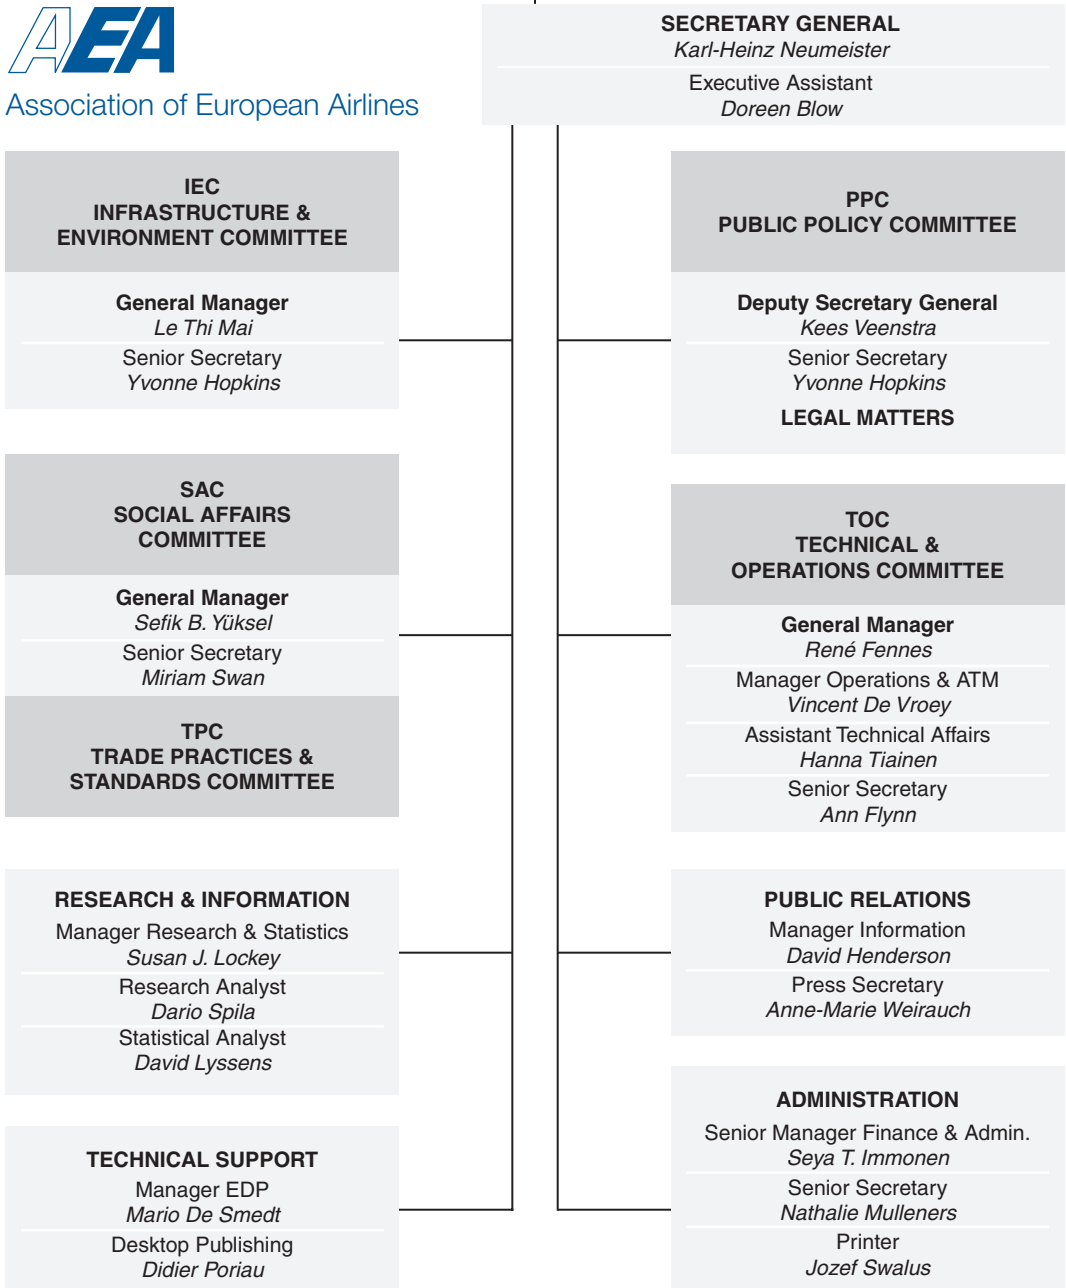 AEA
Association of European Airlines
SECRETARY GENERAL
Karl-Heinz Neumeister
Executive Assistant
Doreen Blow
IEC
INFRASTRUCTURE &
ENVIRONMENT COMMITTEE
General Manager
Le Thi Mai
Senior Secretary
Yvonne Hopkins
PPC
PUBLIC POLICY COMMITTEE
Deputy Secretary General
Kees Veenstra
Senior Secretary
Yvonne Hopkins
LEGAL MATTERS
SAC
SOCIAL AFFAIRS
COMMITTEE
General Manager
Sefik B. Yüksel
Senior Secretary
Miriam Swan
TPC
TRADE PRACTICES &
STANDARDS COMMITTEE
TOC
TECHNICAL &
OPERATIONS COMMITTEE
General Manager
René Fennes
Manager Operations & ATM
Vincent De Vroey
Assistant Technical Affairs
Hanna Tiainen
Senior Secretary
Ann Flynn
RESEARCH & INFORMATION
Manager Research & Statistics
Susan J. Lockey
Research Analyst
Dario Spila
Statistical Analyst
David Lyssens
PUBLIC RELATIONS
Manager Information
David Henderson
Press Secretary
Anne-Marie Weirauch
TECHNICAL SUPPORT
Manager EDP
Mario De Smedt
Desktop Publishing
Didier Poriau
ADMINISTRATION
Senior Manager Finance & Admin.
Seya T. Immonen
Senior Secretary
Nathalie Mulleners
Printer
Jozef Swalus